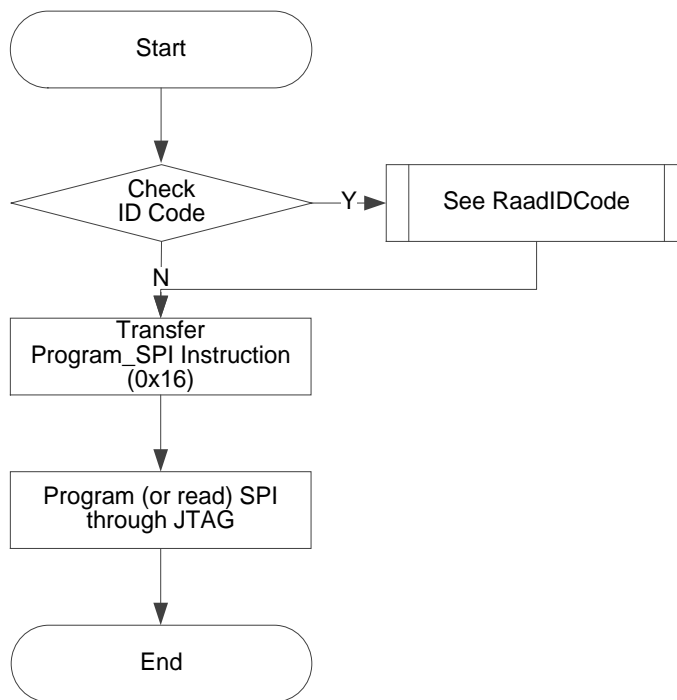 Start
Check
ID Code
Y
See RaadIDCode
N
Transfer
Program_SPI Instruction
(0x16)
Program (or read) SPI
through JTAG
End